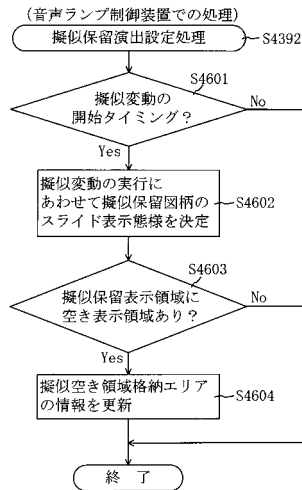 (音声ランプ制御装置での処理)
擬似保留演出設定処理
S4392
S4601
擬似変動の
開始タイミング?
No
Yes
擬似変動の実行に
あわせて擬似保留図柄の
スライド表示態様を決定
S4602
S4603
擬似保留表示領域に
空き表示領域あり?
No
Yes
擬似空き領域格納エリア
の情報を更新
S4604
終 了